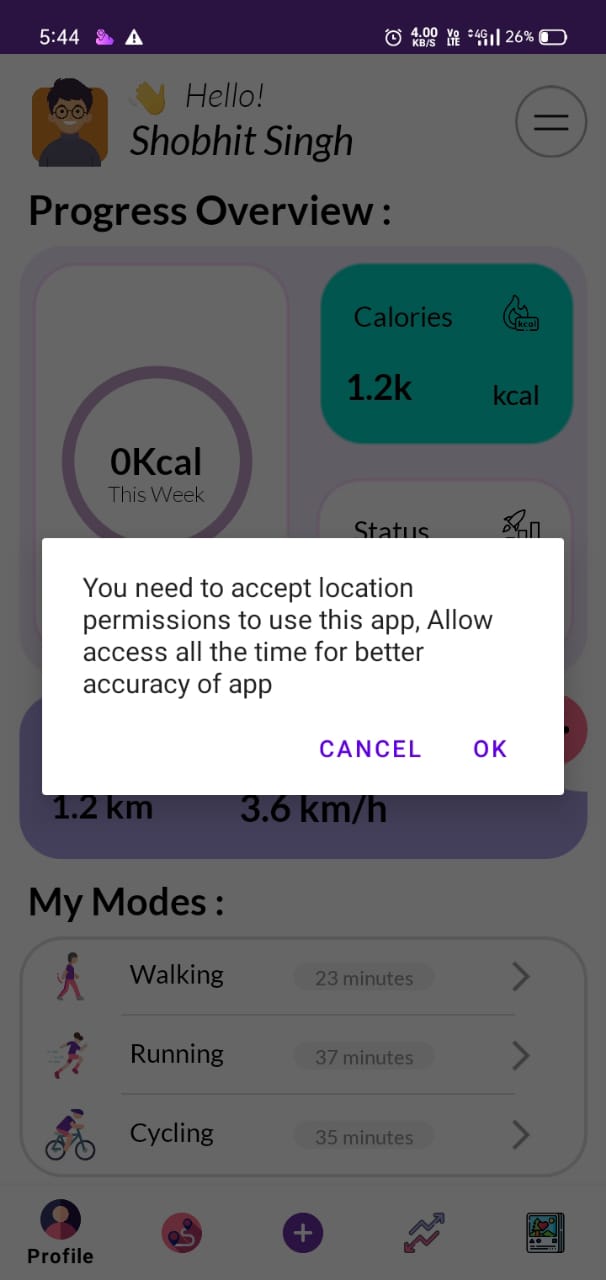 5:44
4.00 KB/S
VO LTE
4G
26%
Hello!
Shobhit Singh
Progress Overview :
Calories
kcal
1.2k
kcal
0Kcal
This Week
Status
You need to accept location
permissions to use this app, Allow
access all the time for better
accuracy of app
CANCEL
OK
1.2 km
3.6 km/h
My Modes :
Walking
23 minutes
Running
37 minutes
Cycling
35 minutes
Profile